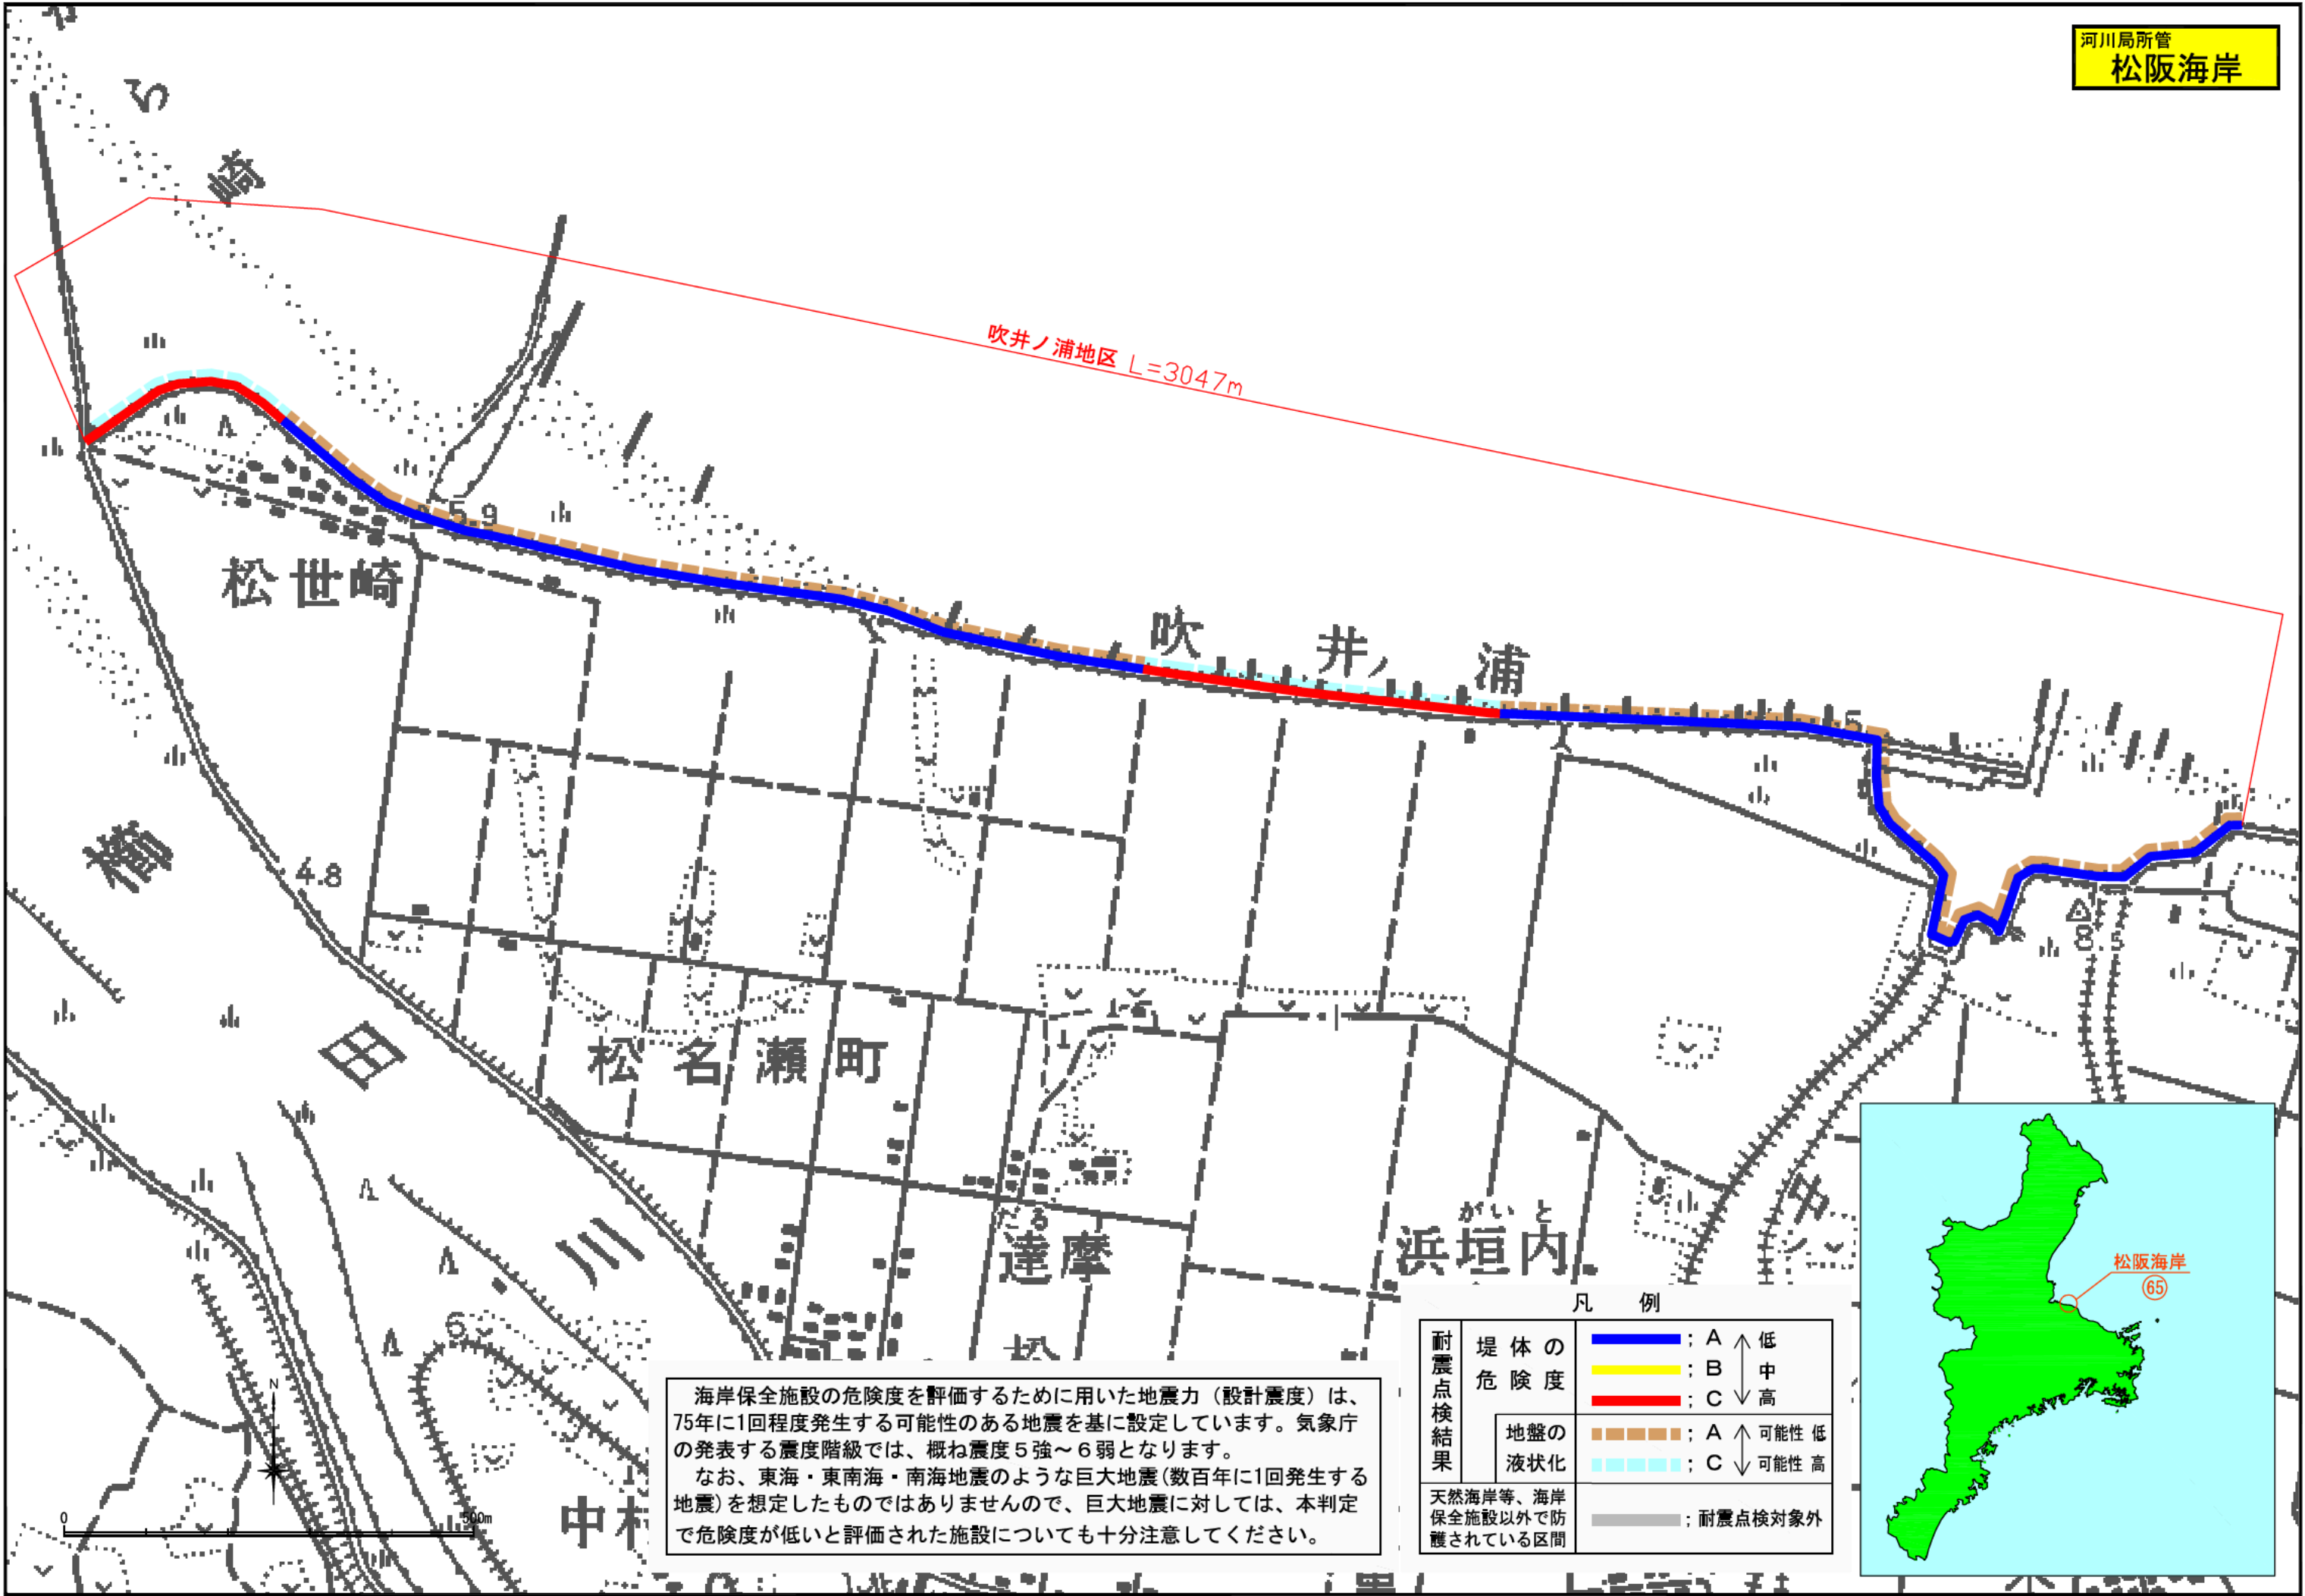 河川局所管
松阪海岸
ら
崎
吹井ノ浦地区 L=3047m
5.9
松世崎
吹井ノ浦
5
櫛
4.8
8.5
田
松名瀬町
1.5
がいと
川
達摩
浜垣内
中
松阪海岸
65
6
松
凡例
耐震点検結果
堤体の危険度
; A 低
; B 中
; C 高
地盤の液状化
; A 可能性 低
; C 可能性 高
天然海岸等、海岸
保全施設以外で防
護されている区間
; 耐震点検対象外
海岸保全施設の危険度を評価するために用いた地震力（設計震度）は、
75年に1回程度発生する可能性のある地震を基に設定しています。気象庁
の発表する震度階級では、概ね震度５強～６弱となります。
なお、東海・東南海・南海地震のような巨大地震（数百年に1回発生する
地震）を想定したものではありませんので、巨大地震に対しては、本判定
で危険度が低いと評価された施設についても十分注意してください。
N
0
500m
中村